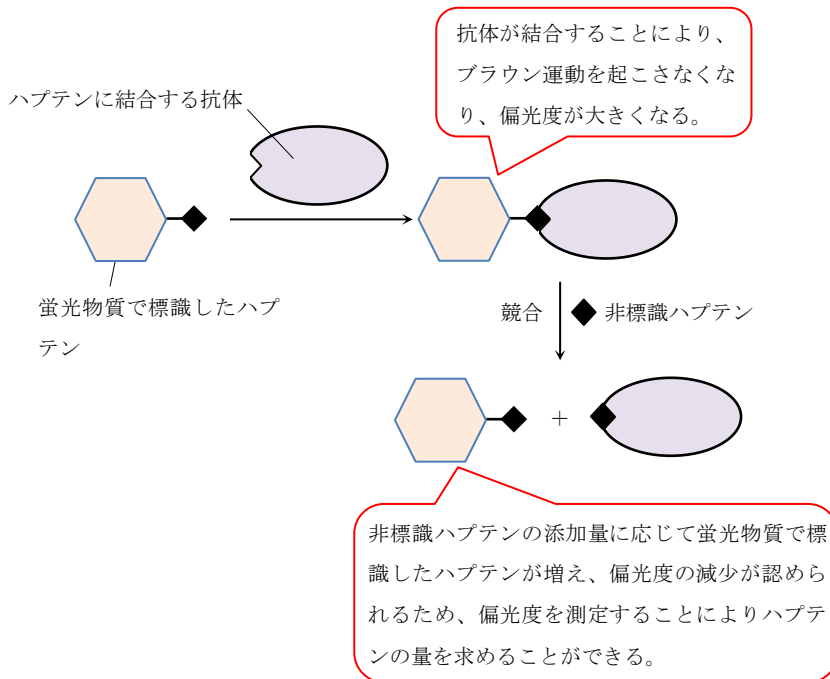 抗体が結合することにより、
ブラウン運動を起こさなくな
り、偏光度が大きくなる。
ハプテンに結合する抗体
蛍光物質で標識したハプ
テン
競合
非標識ハプテン
+
非標識ハプテンの添加量に応じて蛍光物質で標
識したハプテンが増え、偏光度の減少が認めら
れるため、偏光度を測定することによりハプテ
ンの量を求めることができる。